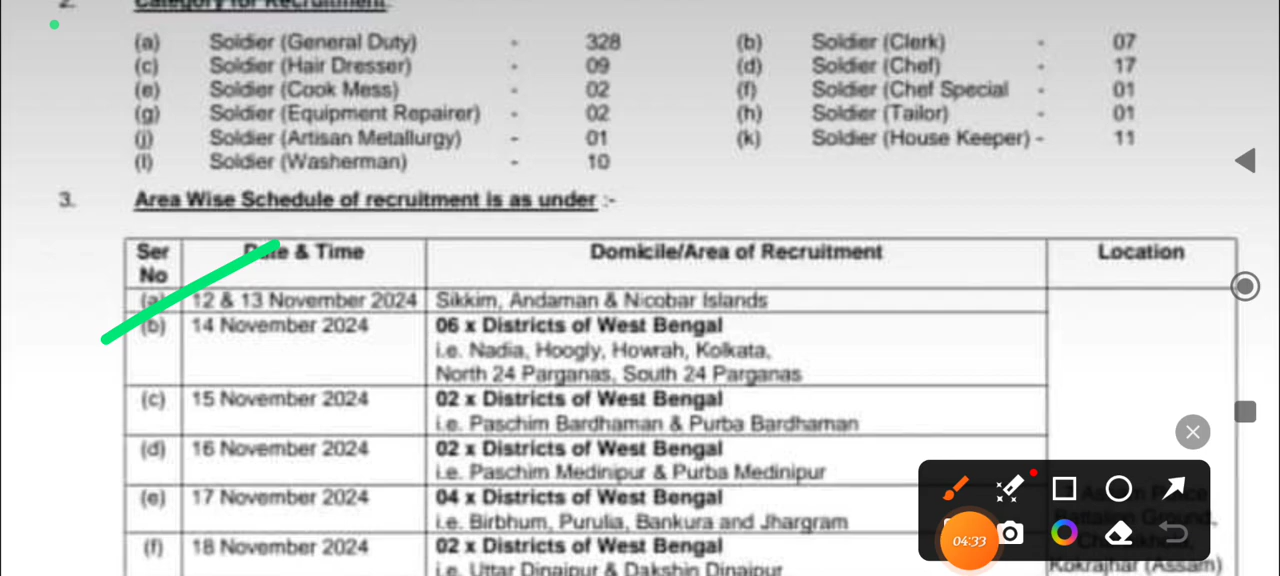 2. Category for Recruitment
(a) Soldier (General Duty) - 328 (b) Soldier (Clerk) - 07
(c) Soldier (Hair Dresser) - 09 (d) Soldier (Chef) - 17
(e) Soldier (Cook Mess) - 02 (f) Soldier (Chef Special - 01
(g) Soldier (Equipment Repairer) - 02 (h) Soldier (Tailor) - 01
(j) Soldier (Artisan Metallurgy) - 01 (k) Soldier (House Keeper) - 11
(l) Soldier (Washerman) - 10
3. Area Wise Schedule of recruitment is as under :-
Ser Date & Time Domicile/Area of Recruitment Location
No
(a) 12 & 13 November 2024 Sikkim, Andaman & Nicobar Islands
(b) 14 November 2024 06 x Districts of West Bengal
i.e. Nadia, Hoogly, Howrah, Kolkata,
North 24 Parganas, South 24 Parganas
(c) 15 November 2024 02 x Districts of West Bengal
i.e. Paschim Bardhaman & Purba Bardhaman
(d) 16 November 2024 02 x Districts of West Bengal
i.e. Paschim Medinipur & Purba Medinipur
(e) 17 November 2024 04 x Districts of West Bengal
i.e. Birbhum, Purulia, Bankura and Jhargram
(f) 18 November 2024 02 x Districts of West Bengal
i.e. Uttar Dinajpur & Dakshin Dinajpur
Kokrajhar (Assam)
04:33